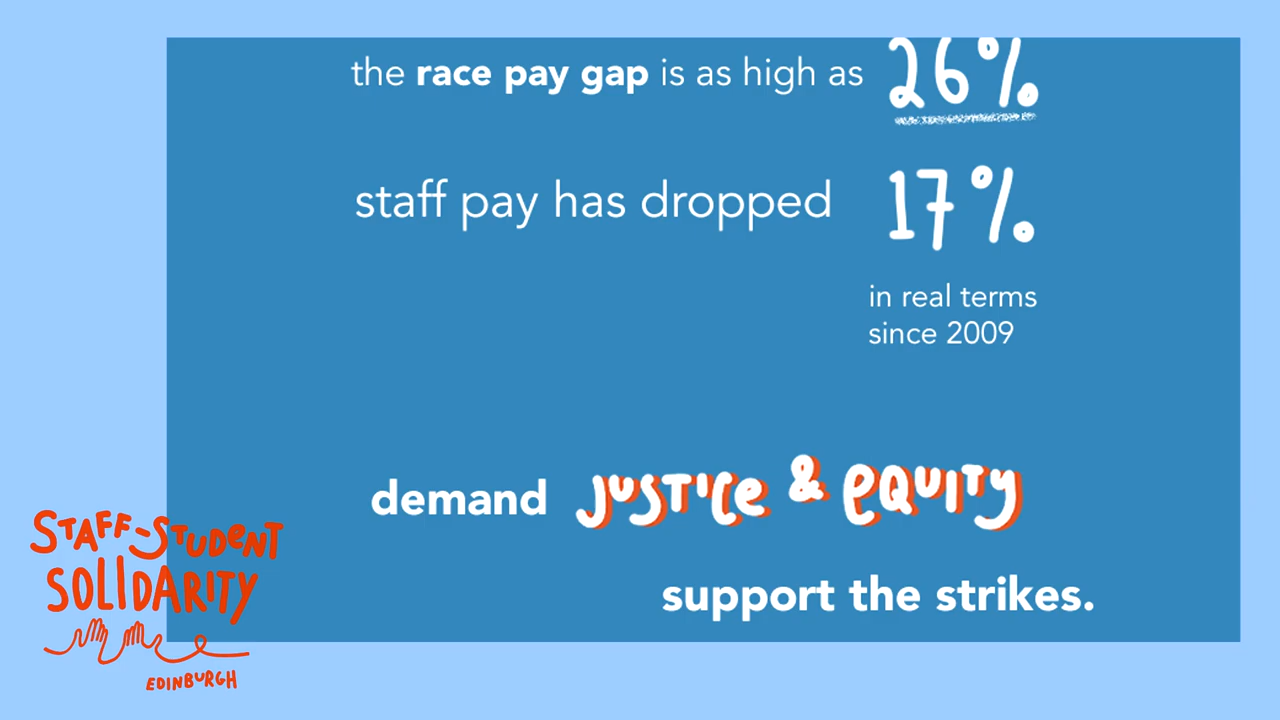 the race pay gap is as high as 26%
staff pay has dropped 17%
in real terms
since 2009
demand justice & equity
support the strikes.
STAFF-STUDENT
SOLIDARITY
EDINBURGH